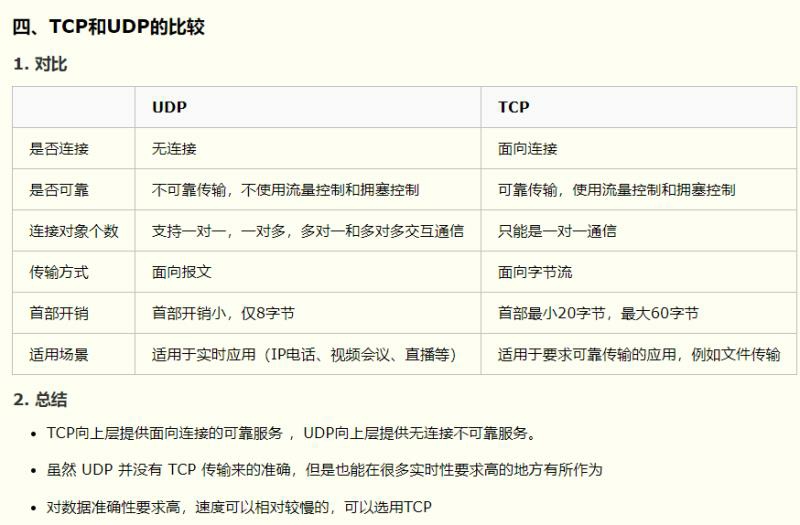 四、TCP和UDP的比较
1. 对比
UDP TCP
是否连接 无连接 面向连接
是否可靠 不可靠传输，不使用流量控制和拥塞控制 可靠传输，使用流量控制和拥塞控制
连接对象个数 支持一对一，一对多，多对一和多对多交互通信 只能是一对一通信
传输方式 面向报文 面向字节流
首部开销 首部开销小，仅8字节 首部最小20字节，最大60字节
适用场景 适用于实时应用（IP电话、视频会议、直播等） 适用于要求可靠传输的应用，例如文件传输
2. 总结
• TCP向上层提供面向连接的可靠服务 ，UDP向上层提供无连接不可靠服务。
• 虽然 UDP 并没有 TCP 传输来的准确，但是也能在很多实时性要求高的地方有所作为
• 对数据准确性要求高，速度可以相对较慢的，可以选用TCP